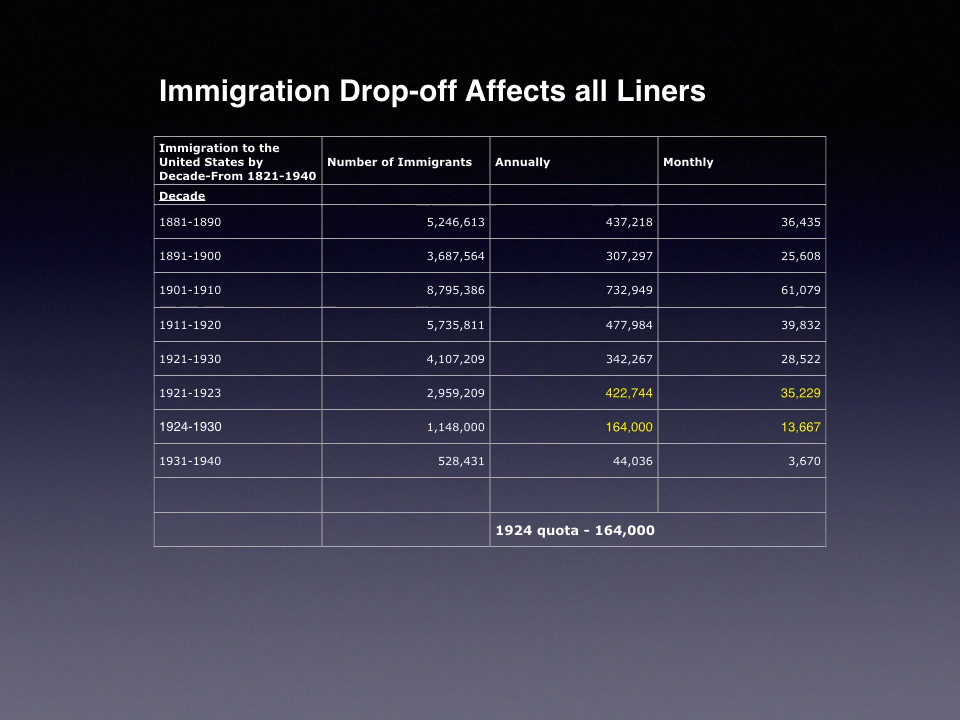 Immigration Drop-off Affects all Liners
Immigration to the
United States by
Decade-From 1821-1940 Number of Immigrants Annually Monthly
Decade
1881-1890 5,246,613 437,218 36,435
1891-1900 3,687,564 307,297 25,608
1901-1910 8,795,386 732,949 61,079
1911-1920 5,735,811 477,984 39,832
1921-1930 4,107,209 342,267 28,522
1921-1923 2,959,209 422,744 35,229
1924-1930 1,148,000 164,000 13,667
1931-1940 528,431 44,036 3,670
1924 quota - 164,000